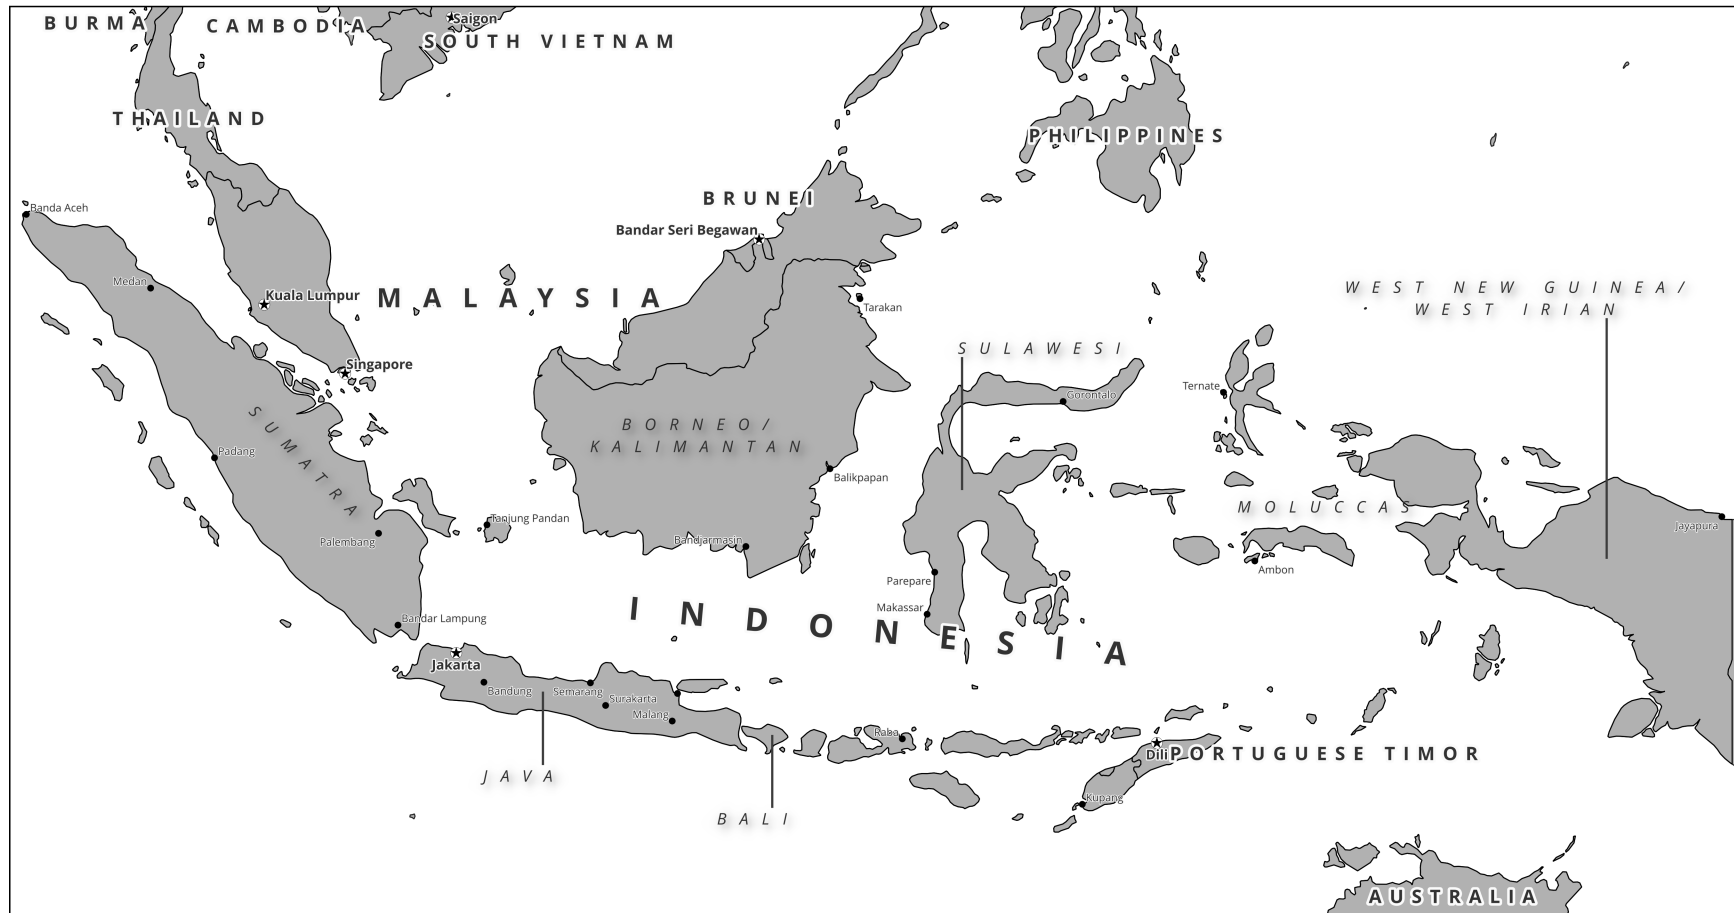 BURMA
CAMBODIA
Saigon
SOUTH VIETNAM
THAILAND
PHILIPPINES
BRUNEI
Banda Aceh
Bandar Seri Begawan
Medan
Kuala Lumpur
MALAYSIA
Tarakan
WEST NEW GUINEA/
WEST IRIAN
SULAWESI
Singapore
Ternate
Gorontalo
SUMATRA
BORNEO/
KALIMANTAN
Padang
Balikpapan
MOLUCCAS
Tanjung Pandan
Jayapura
Palembang
Bandjarmasin
Ambon
Parepare
Makassar
Bandar Lampung
INDONESIA
Jakarta
Bandung
Semarang
Surakarta
Malang
Raba
Dili
PORTUGUESE TIMOR
JAVA
Kupang
BALI
AUSTRALIA